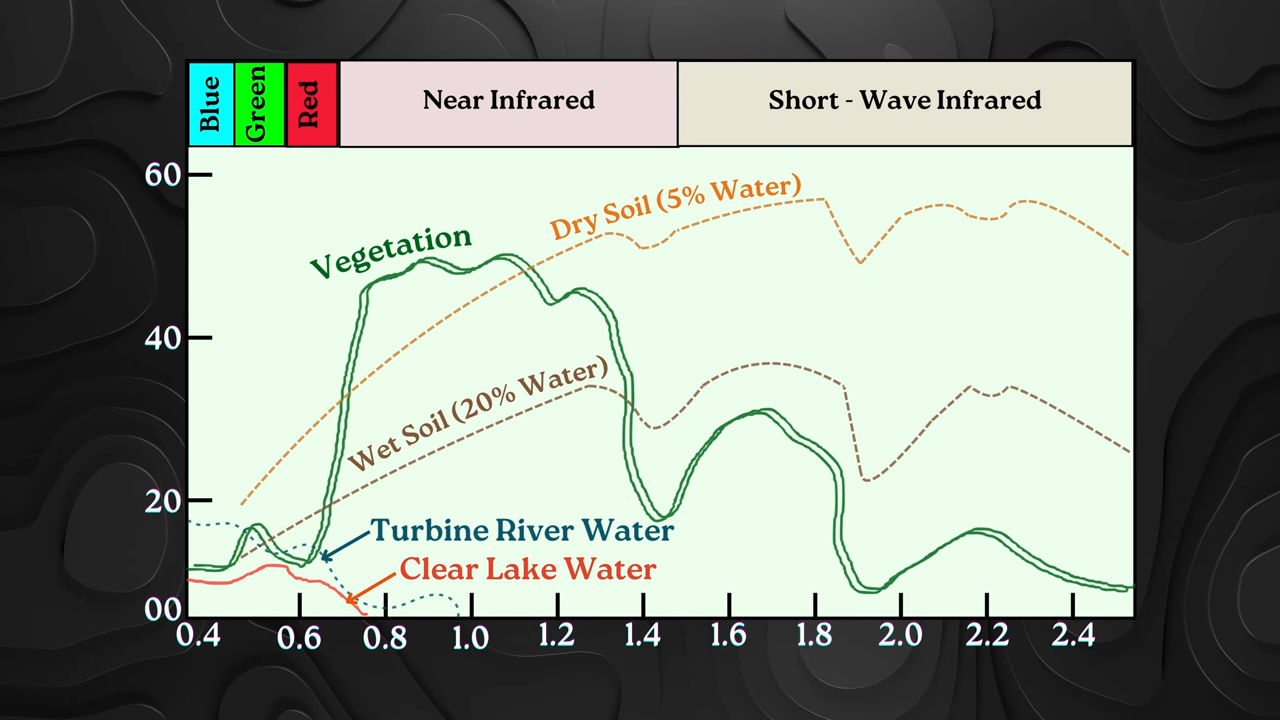 Blue
Green
Red
Near Infrared
Short - Wave Infrared
60
40
20
00
Dry Soil (5% Water)
Vegetation
Wet Soil (20% Water)
Turbine River Water
Clear Lake Water
0.4
0.6
0.8
1.0
1.2
1.4
1.6
1.8
2.0
2.2
2.4